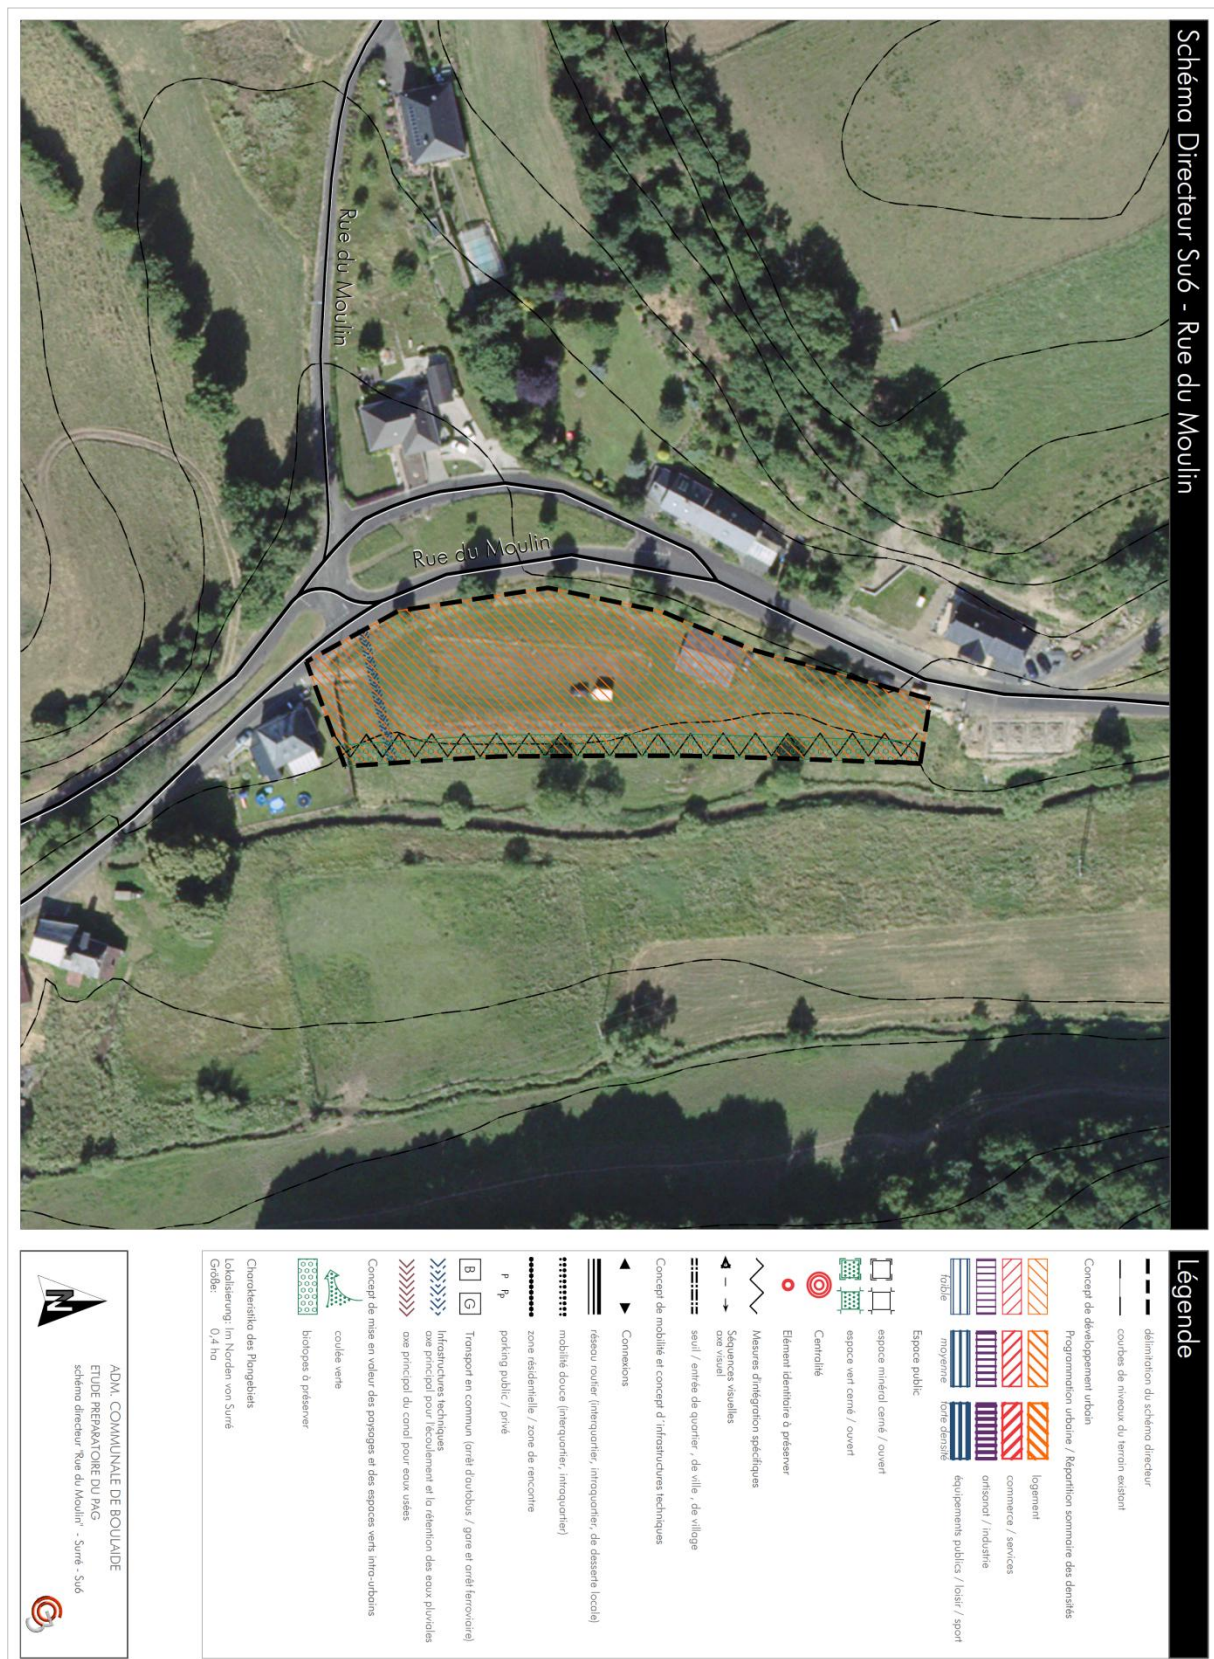 Schéma Directeur Su6 - Rue du Moulin
Rue du Moulin
Rue du Moulin
Légende
délimitation du schéma directeur
courbes de niveaux du terrain existant
Concept de développement urbain
Programmation urbaine / Répartition sommaire des densités
logement
commerce / services
artisanat / industrie
équipements publics / loisir / sport
faible moyenne forte densité
Espace public
espace minéral cerné / ouvert
espace vert cerné / ouvert
Centralité
Elément identitaire à préserver
Mesures d'intégration spécifiques
Séquences visuelles
axe visuel
seuil / entrée de quartier , de ville , de village
Concept de mobilité et concept d'infrastructures techniques
Connexions
réseau routier (interquartier, intraquartier, de desserte locale)
mobilité douce (interquartier, intraquartier)
zone résidentielle / zone de rencontre
P Pp parking public / privé
B G Transport en commun (arrêt d'autobus / gare et arrêt ferroviaire)
Infrastructures techniques
axe principal pour l'écoulement et la rétention des eaux pluviales
axe principal du canal pour eaux usées
Concept de mise en valeur des paysages et des espaces verts intra-urbains
coulée verte
biotopes à préserver
Charakteristika des Plangebiets
Lokalisierung: Im Norden von Surré
Größe: 0,4 ha
N
ADM. COMMUNALE DE BOULAIDE
ETUDE PREPARATOIRE DU PAG
schéma directeur "Rue du Moulin" - Surré - Su6